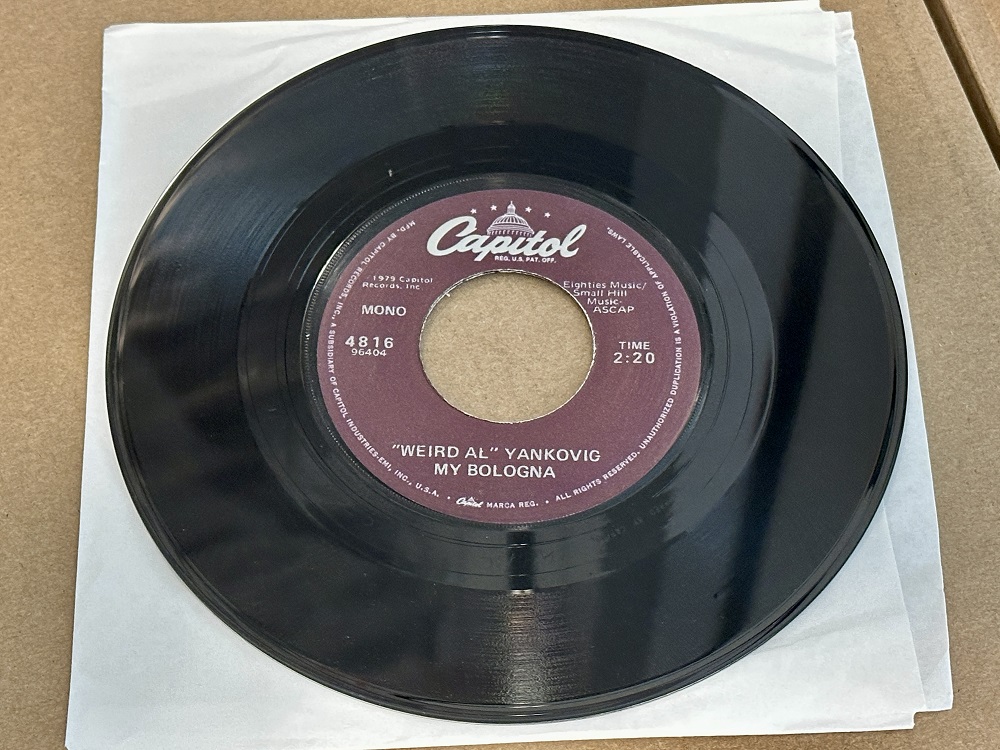 Capitol
REG. U.S. PAT. OFF.
1979 Capitol
Records, Inc
MONO
4816
96404
Eighties Music/
Small Hill
Music-
ASCAP
TIME
2:20
"WEIRD AL" YANKOVIG
MY BOLOGNA
MFD. BY CAPITOL RECORDS, INC., A SUBSIDIARY OF CAPITOL INDUSTRIES-EMI, INC., U.S.A. • Capitol MARCA REG. • ALL RIGHTS RESERVED. UNAUTHORIZED DUPLICATION IS A VIOLATION OF APPLICABLE LAWS.